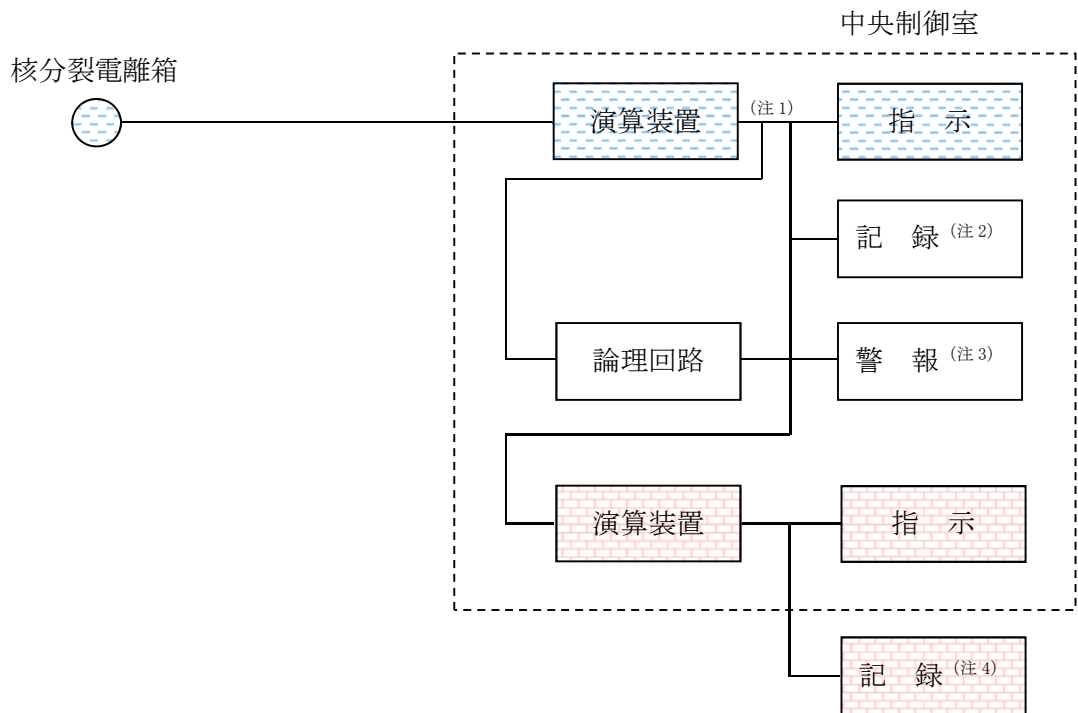 中央制御室
核分裂電離箱
演算装置
(注 1)
指 示
記 録 (注 2)
論理回路
警 報 (注 3)
演算装置
指 示
記 録 (注 4)